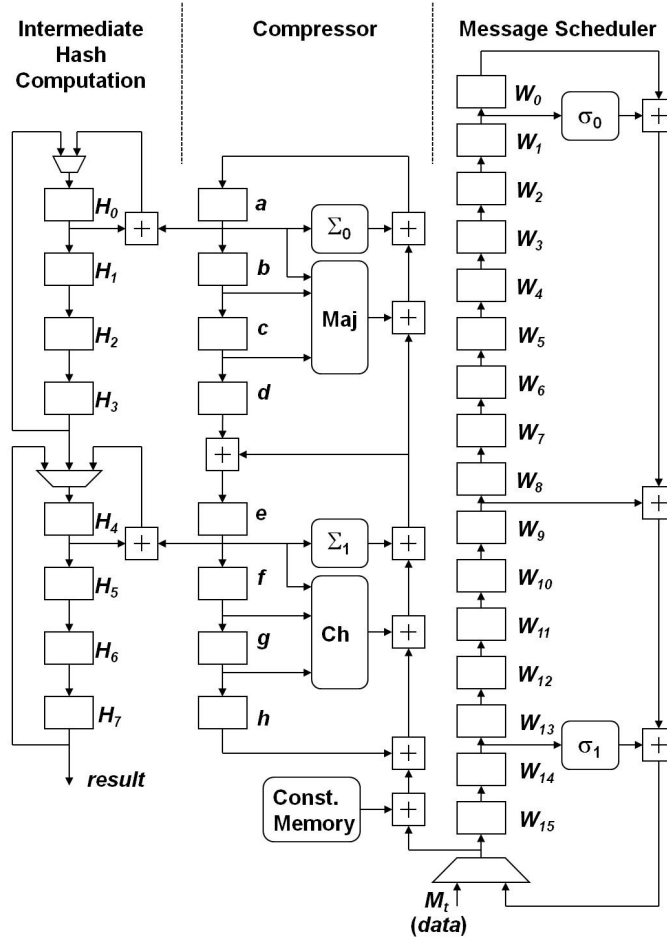 Intermediate
Hash
Computation
Compressor
Message Scheduler
H₀
H₁
H₂
H₃
H₄
H₅
H₆
H₇
result
a
b
c
d
e
f
g
h
Σ₀
Maj
Σ₁
Ch
Const.
Memory
+
+
+
+
+
+
+
+
+
W₀
W₁
W₂
W₃
W₄
W₅
W₆
W₇
W₈
W₉
W₁₀
W₁₁
W₁₂
W₁₃
W₁₄
W₁₅
σ₀
σ₁
+
+
+
Mₜ
(data)